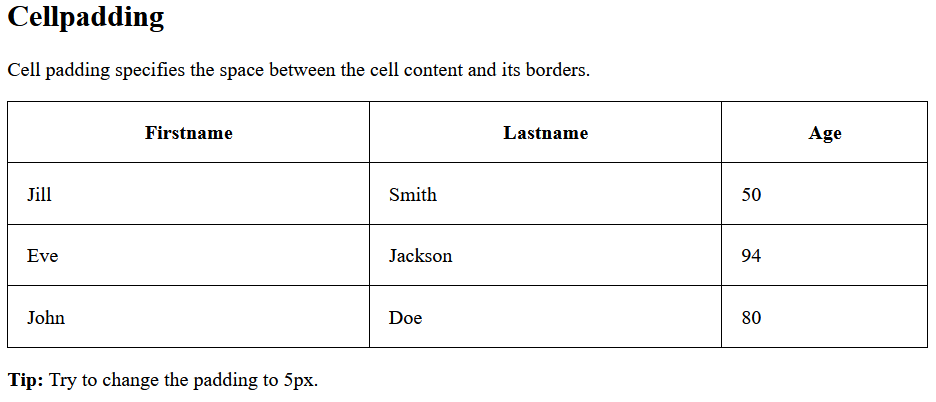 Cellpadding
Cell padding specifies the space between the cell content and its borders.
Firstname Lastname Age
Jill Smith 50
Eve Jackson 94
John Doe 80
Tip: Try to change the padding to 5px.